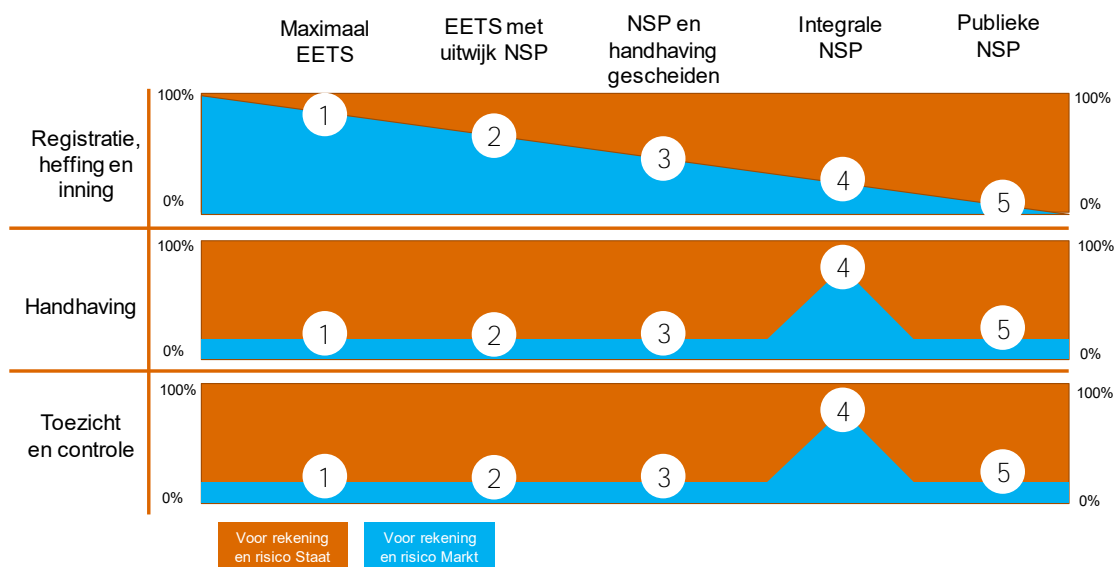 Maximaal
EETS
EETS met
uitwijk NSP
NSP en
handhaving
gescheiden
Integrale
NSP
Publieke
NSP
Registratie,
heffing en
inning
100%
0%
1
2
3
4
5
100%
0%
Handhaving
100%
0%
1
2
3
4
5
100%
0%
Toezicht
en controle
100%
0%
1
2
3
4
5
100%
0%
Voor rekening
en risico Staat
Voor rekening
en risico Markt